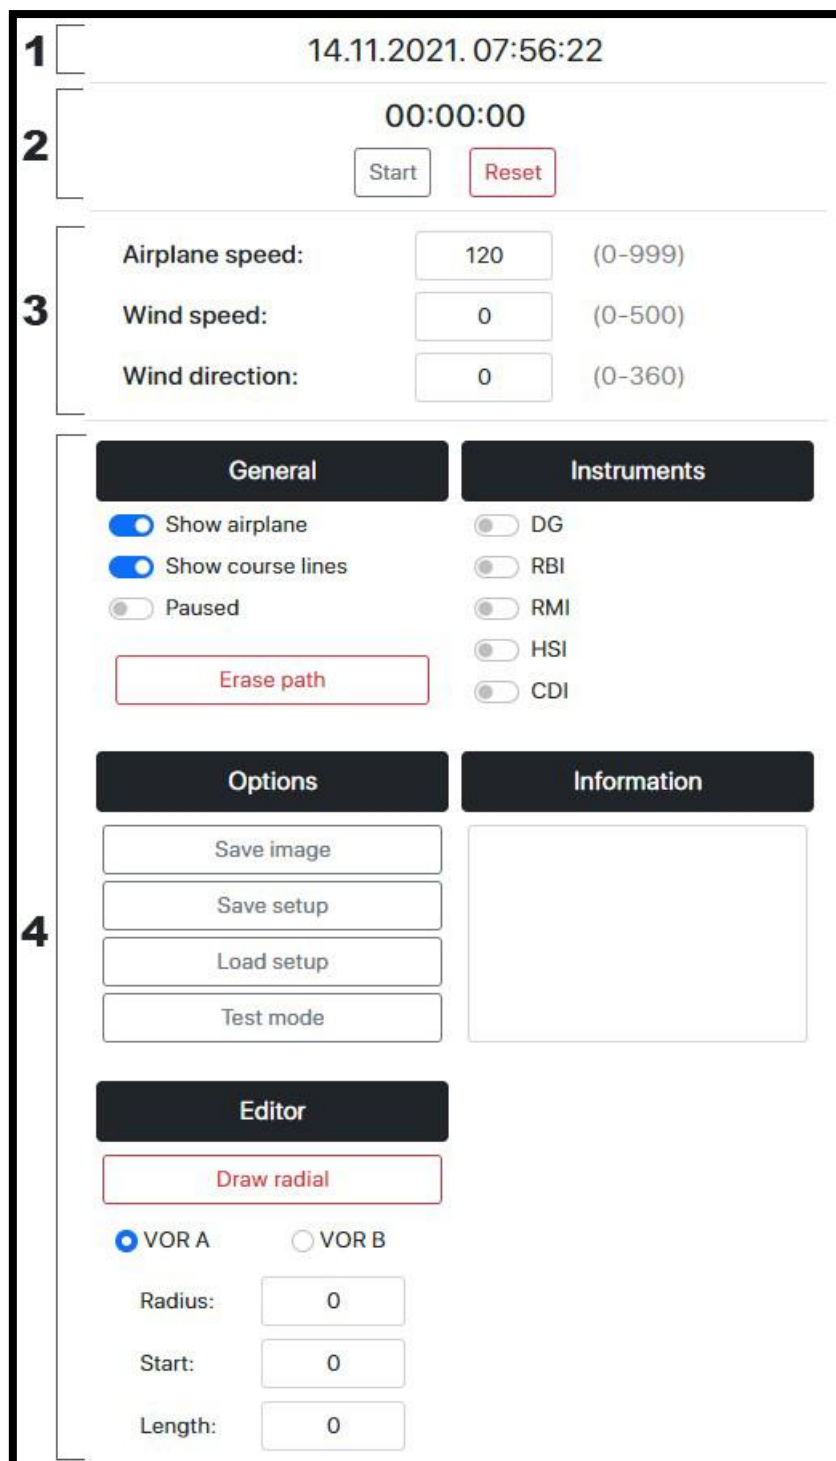 1
14.11.2021. 07:56:22
2
00:00:00
Start Reset
3
Airplane speed: 120 (0-999)
Wind speed: 0 (0-500)
Wind direction: 0 (0-360)
4
General
Show airplane
Show course lines
Paused
Erase path
Instruments
DG
RBI
RMI
HSI
CDI
Options
Save image
Save setup
Load setup
Test mode
Information
Editor
Draw radial
VOR A VOR B
Radius: 0
Start: 0
Length: 0